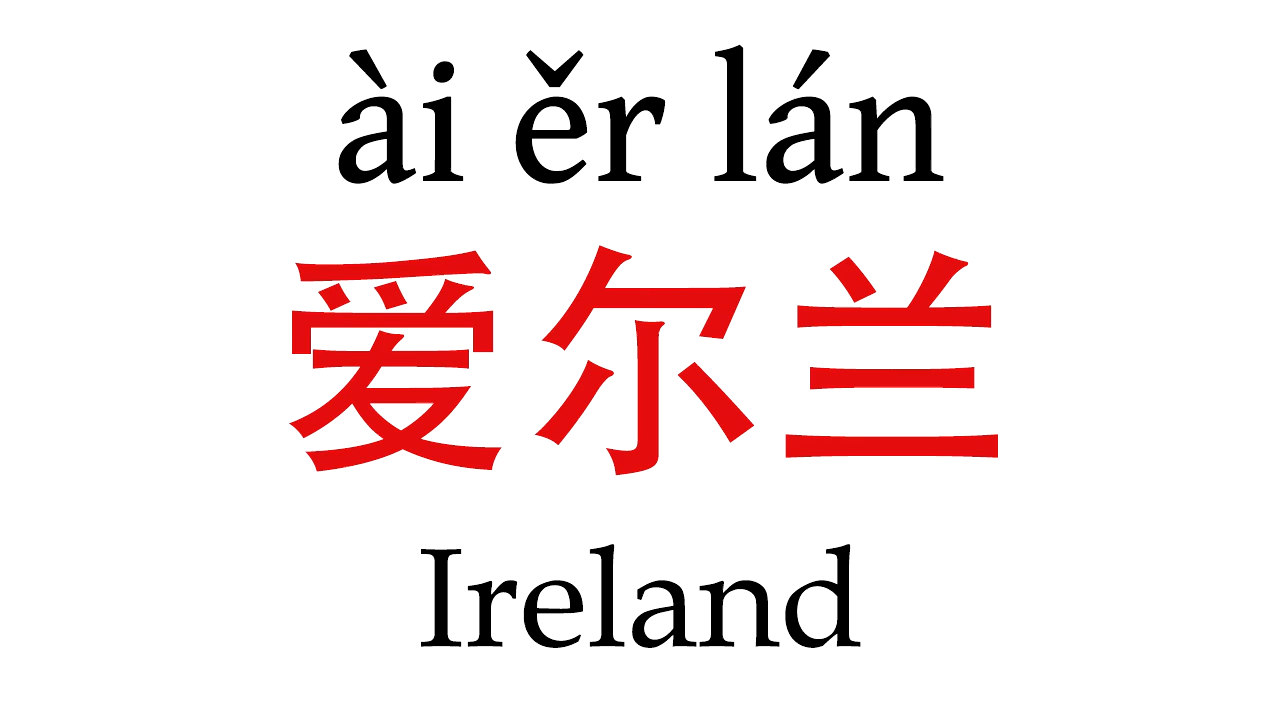 ài ěr lán
爱尔兰
Ireland